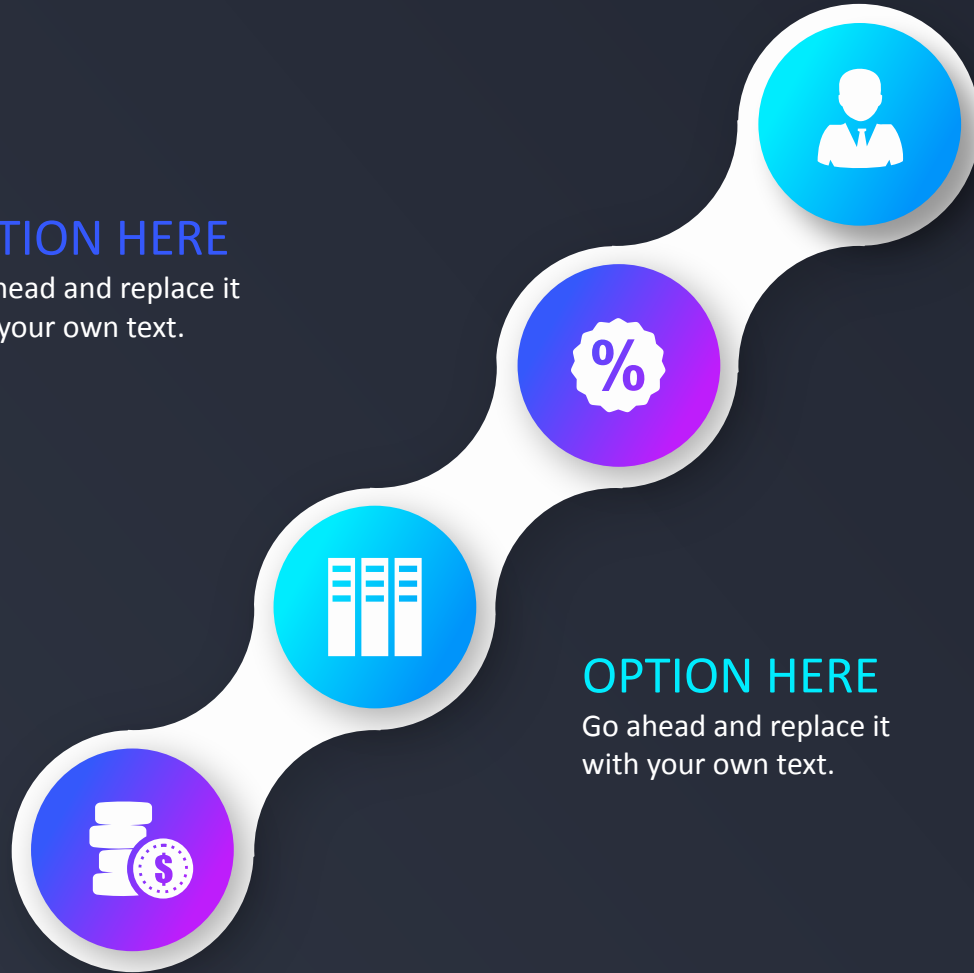 TION HERE
head and replace it
your own text.
%
$
OPTION HERE
Go ahead and replace it
with your own text.